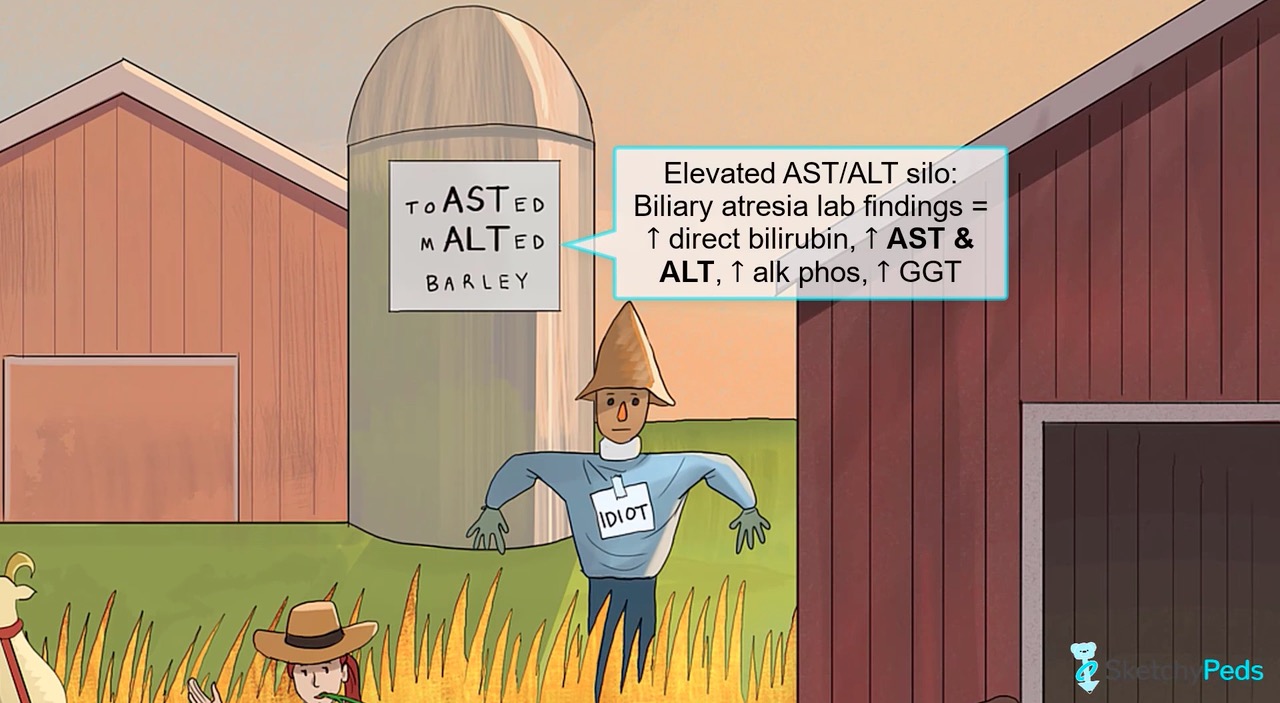 TOASTED
MALTED
BARLEY
Elevated AST/ALT silo:
Biliary atresia lab findings =
↑ direct bilirubin, ↑ AST &
ALT, ↑ alk phos, ↑ GGT
IDIOT
SketchyPeds